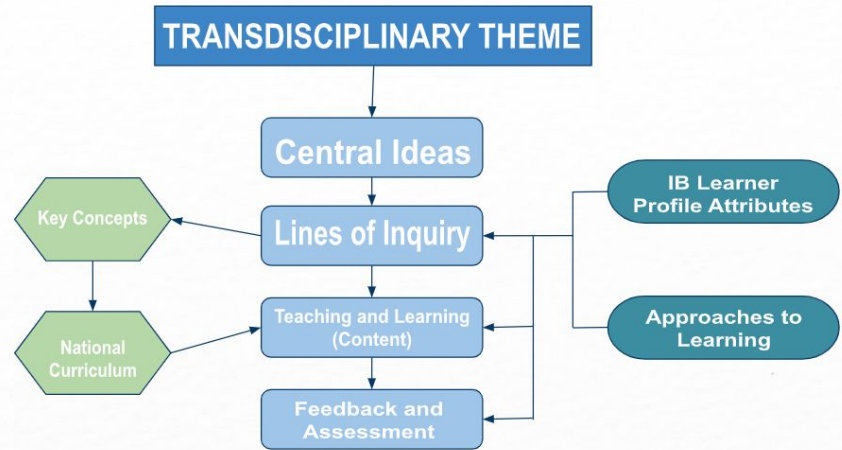 TRANSDISCIPLINARY THEME
Central Ideas
Key Concepts
Lines of Inquiry
IB Learner
Profile Attributes
Teaching and Learning
(Content)
National
Curriculum
Approaches to
Learning
Feedback and
Assessment